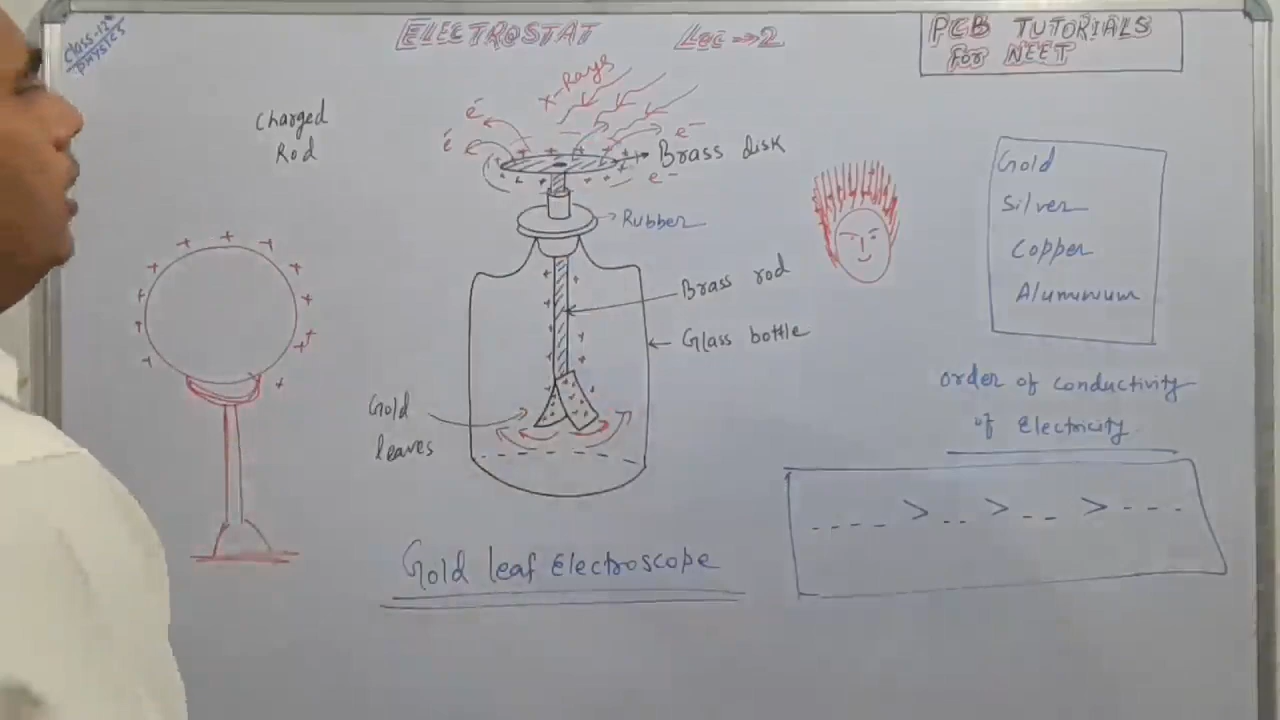 Class-12th
Physics
ELECTROSTAT
Lec → 2
PCB TUTORIALS
For NEET
Charged
Rod
X-Rays
e⁻
e⁻
e⁻
e⁻
e⁻
Brass disk
Rubber
Brass rod
Glass bottle
Gold
leaves
Gold leaf Electroscope
Gold
Silver
Copper
Aluminium
order of conductivity
of Electricity
---- > -- > -- > ---